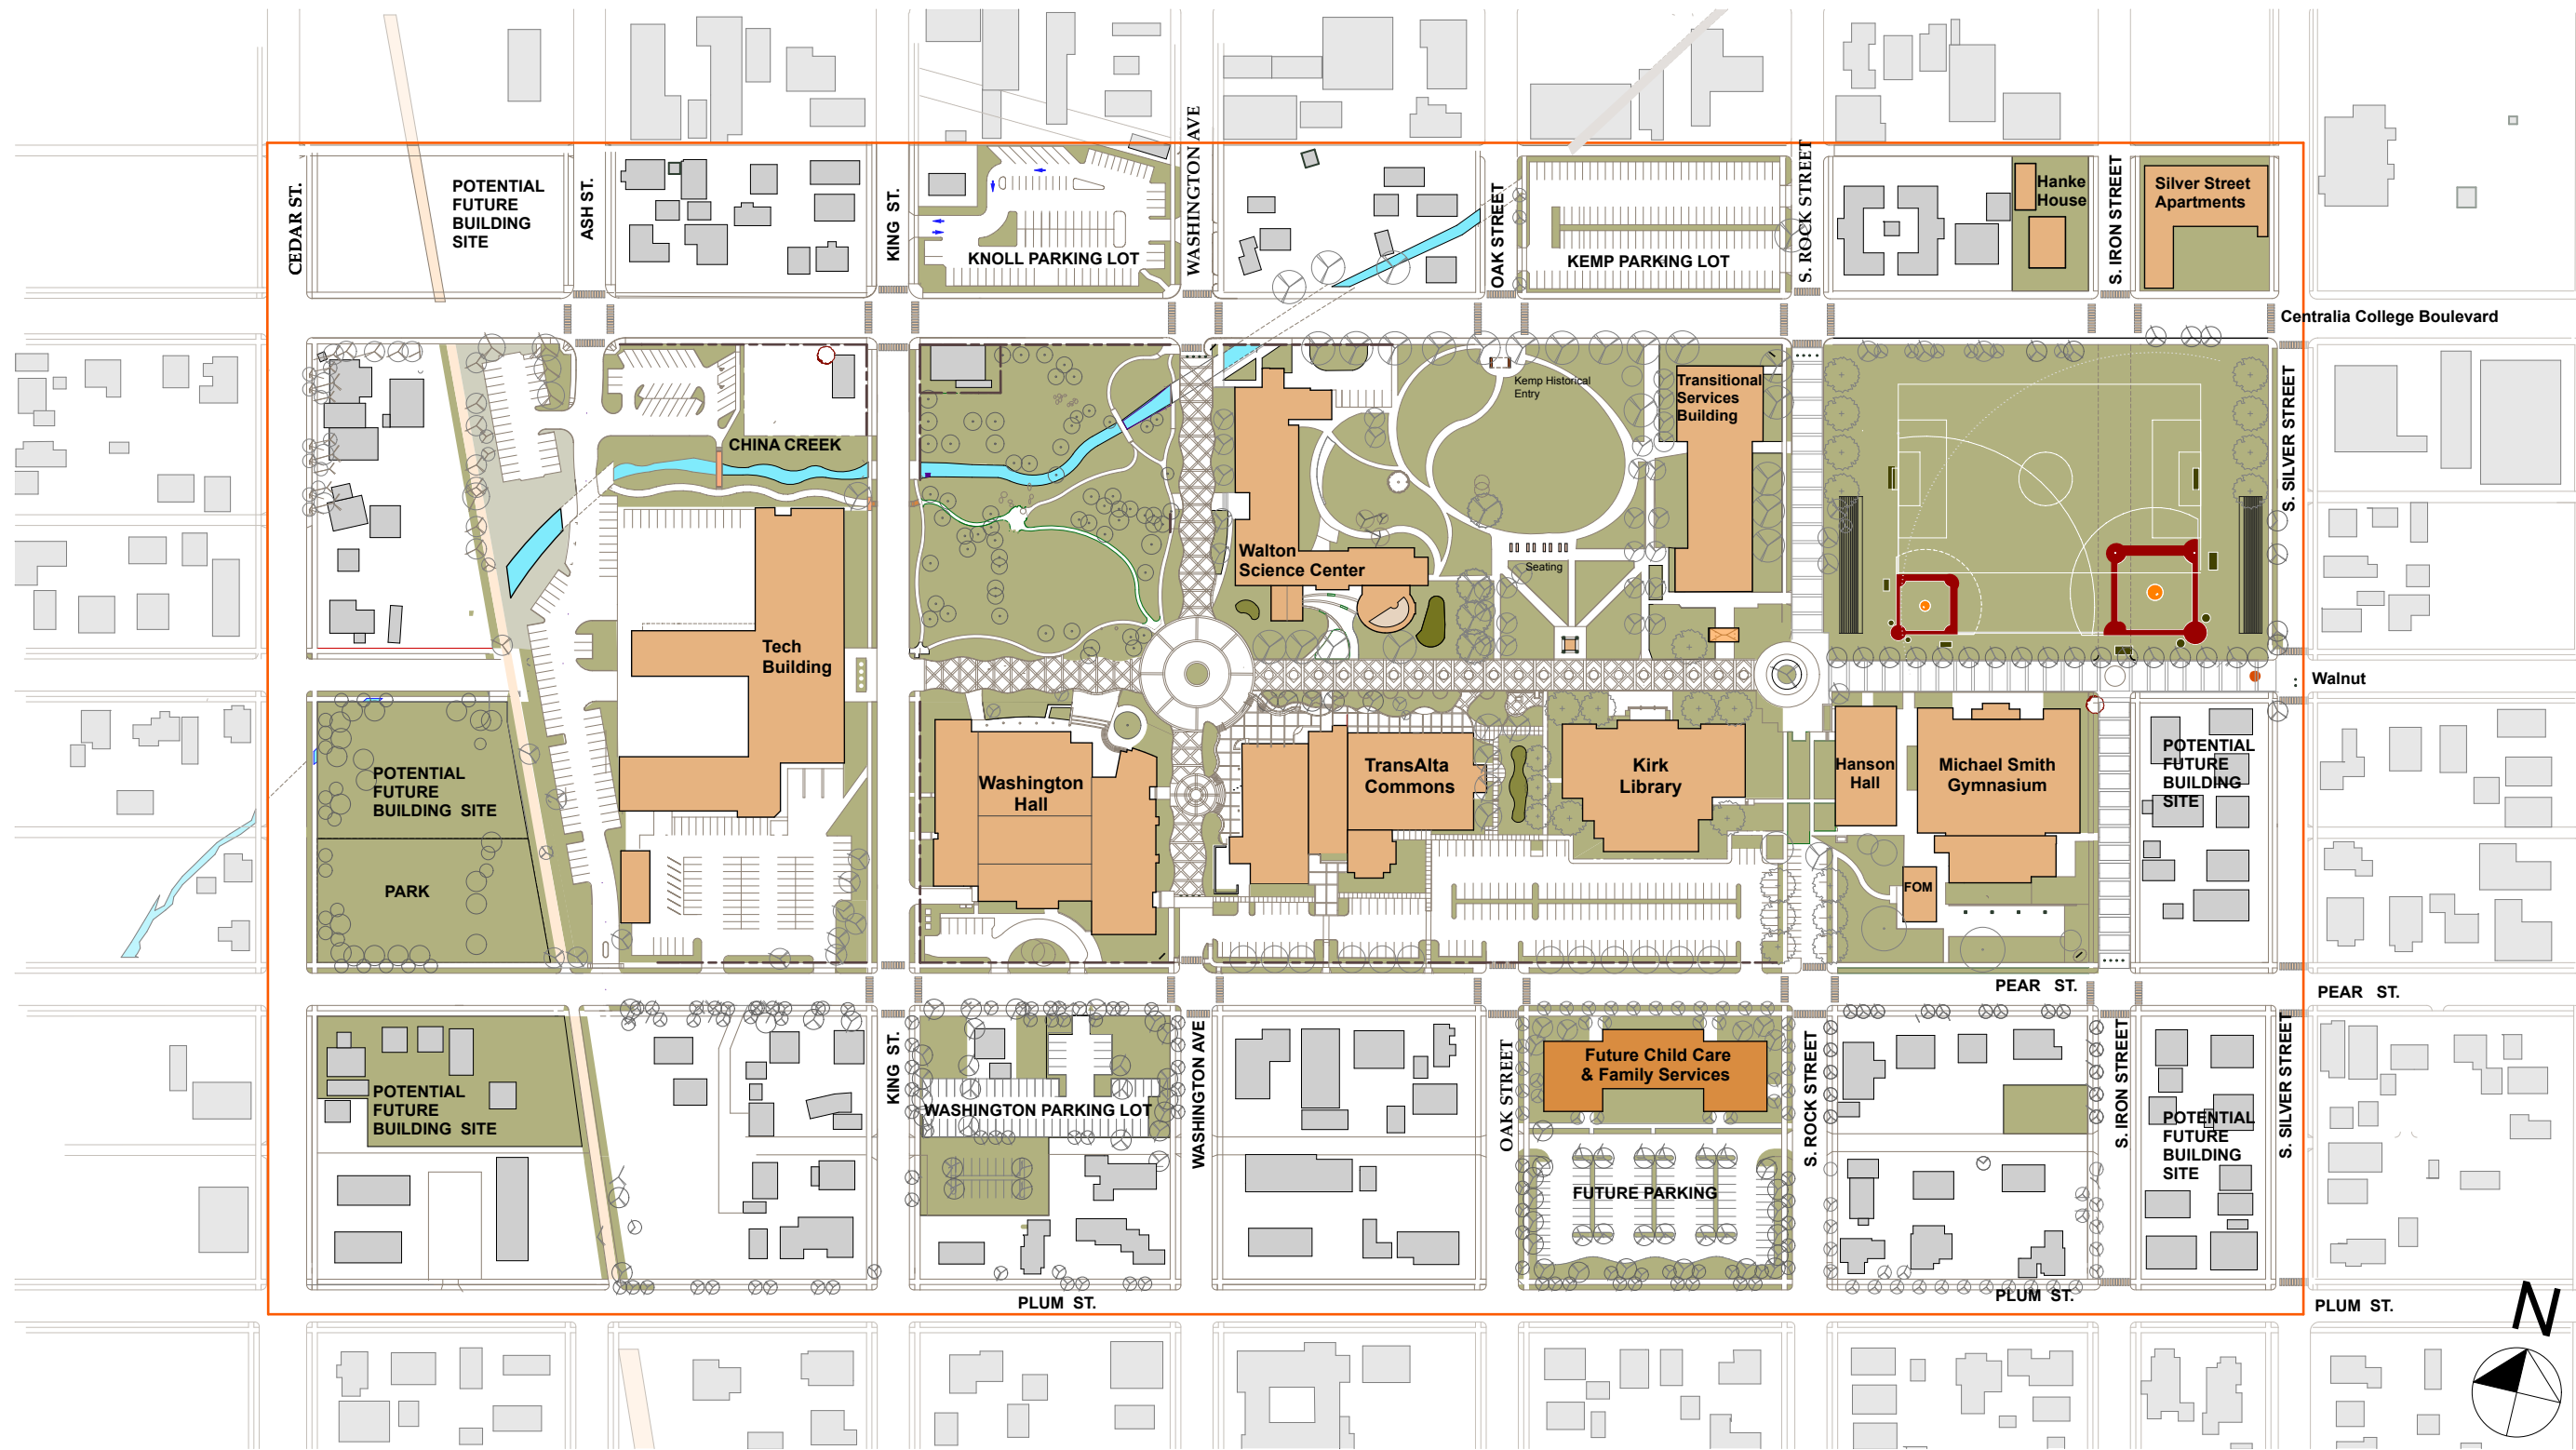 WASHINGTON AVE
CEDAR ST.
POTENTIAL
FUTURE
BUILDING
SITE
ASH ST.
KING ST.
KNOLL PARKING LOT
OAK STREET
KEMP PARKING LOT
S. ROCK STREET
Hanke
House
S. IRON STREET
Silver Street
Apartments
Centralia College Boulevard
CHINA CREEK
Kemp Historical
Entry
Transitional
Services
Building
S. SILVER STREET
Walton
Science Center
Seating
Tech
Building
: Walnut
POTENTIAL
FUTURE
BUILDING SITE
PARK
Washington
Hall
TransAlta
Commons
Kirk
Library
Hanson
Hall
Michael Smith
Gymnasium
FOM
POTENTIAL
FUTURE
BUILDING
SITE
PEAR ST.
PEAR ST.
POTENTIAL
FUTURE
BUILDING SITE
KING ST.
WASHINGTON PARKING LOT
WASHINGTON AVE
OAK STREET
Future Child Care
& Family Services
FUTURE PARKING
S. ROCK STREET
S. IRON STREET
POTENTIAL
FUTURE
BUILDING
SITE
S. SILVER STREET
PLUM ST.
PLUM ST.
PLUM ST.
N